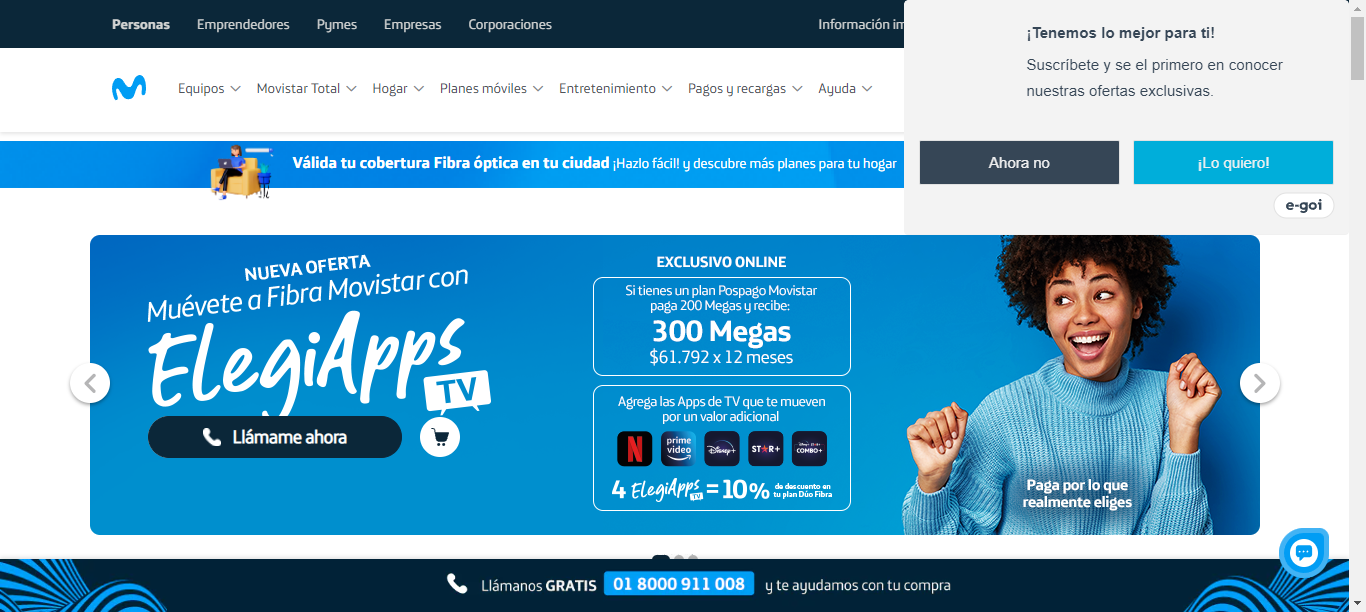 Personas Emprendedores Pymes Empresas Corporaciones Información im
¡Tenemos lo mejor para ti!
Suscríbete y se el primero en conocer
nuestras ofertas exclusivas.
Ahora no ¡Lo quiero!
e-goi
Equipos Movistar Total Hogar Planes móviles Entretenimiento Pagos y recargas Ayuda
Válida tu cobertura Fibra óptica en tu ciudad ¡Hazlo fácil! y descubre más planes para tu hogar
NUEVA OFERTA
Muévete a Fibra Movistar con
ElegiApps
TV
Llámame ahora
EXCLUSIVO ONLINE
Si tienes un plan Pospago Movistar
paga 200 Megas y recibe:
300 Megas
$61.792 x 12 meses
Agrega las Apps de TV que te mueven
por un valor adicional
N prime video Disney+ STAR+ Disney+ STAR+ COMBO+
4 ElegiApps TV = 10% de descuento en
tu plan Dúo Fibra
Paga por lo que
realmente eliges
Llámanos GRATIS 01 8000 911 008 y te ayudamos con tu compra